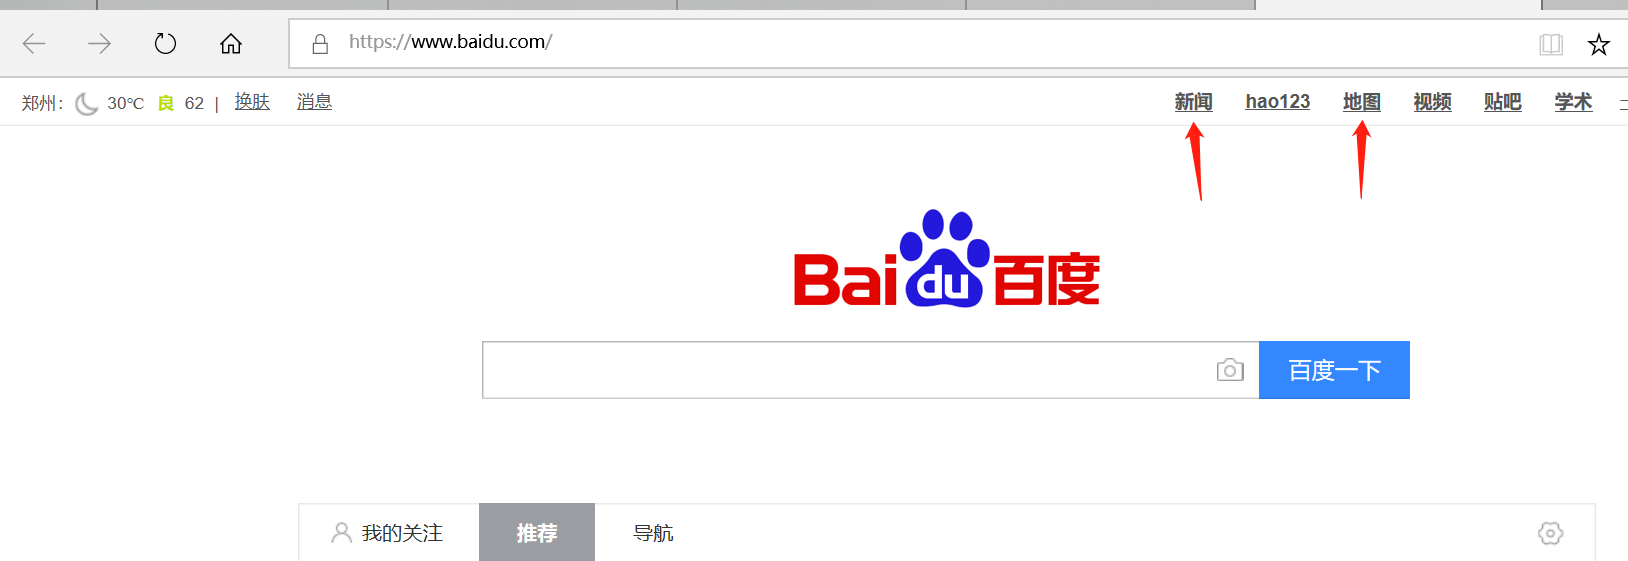 https://www.baidu.com/
郑州： 30℃ 良 62 | 换肤 消息 新闻 hao123 地图 视频 贴吧 学术
Bai du 百度
百度一下
我的关注 推荐 导航